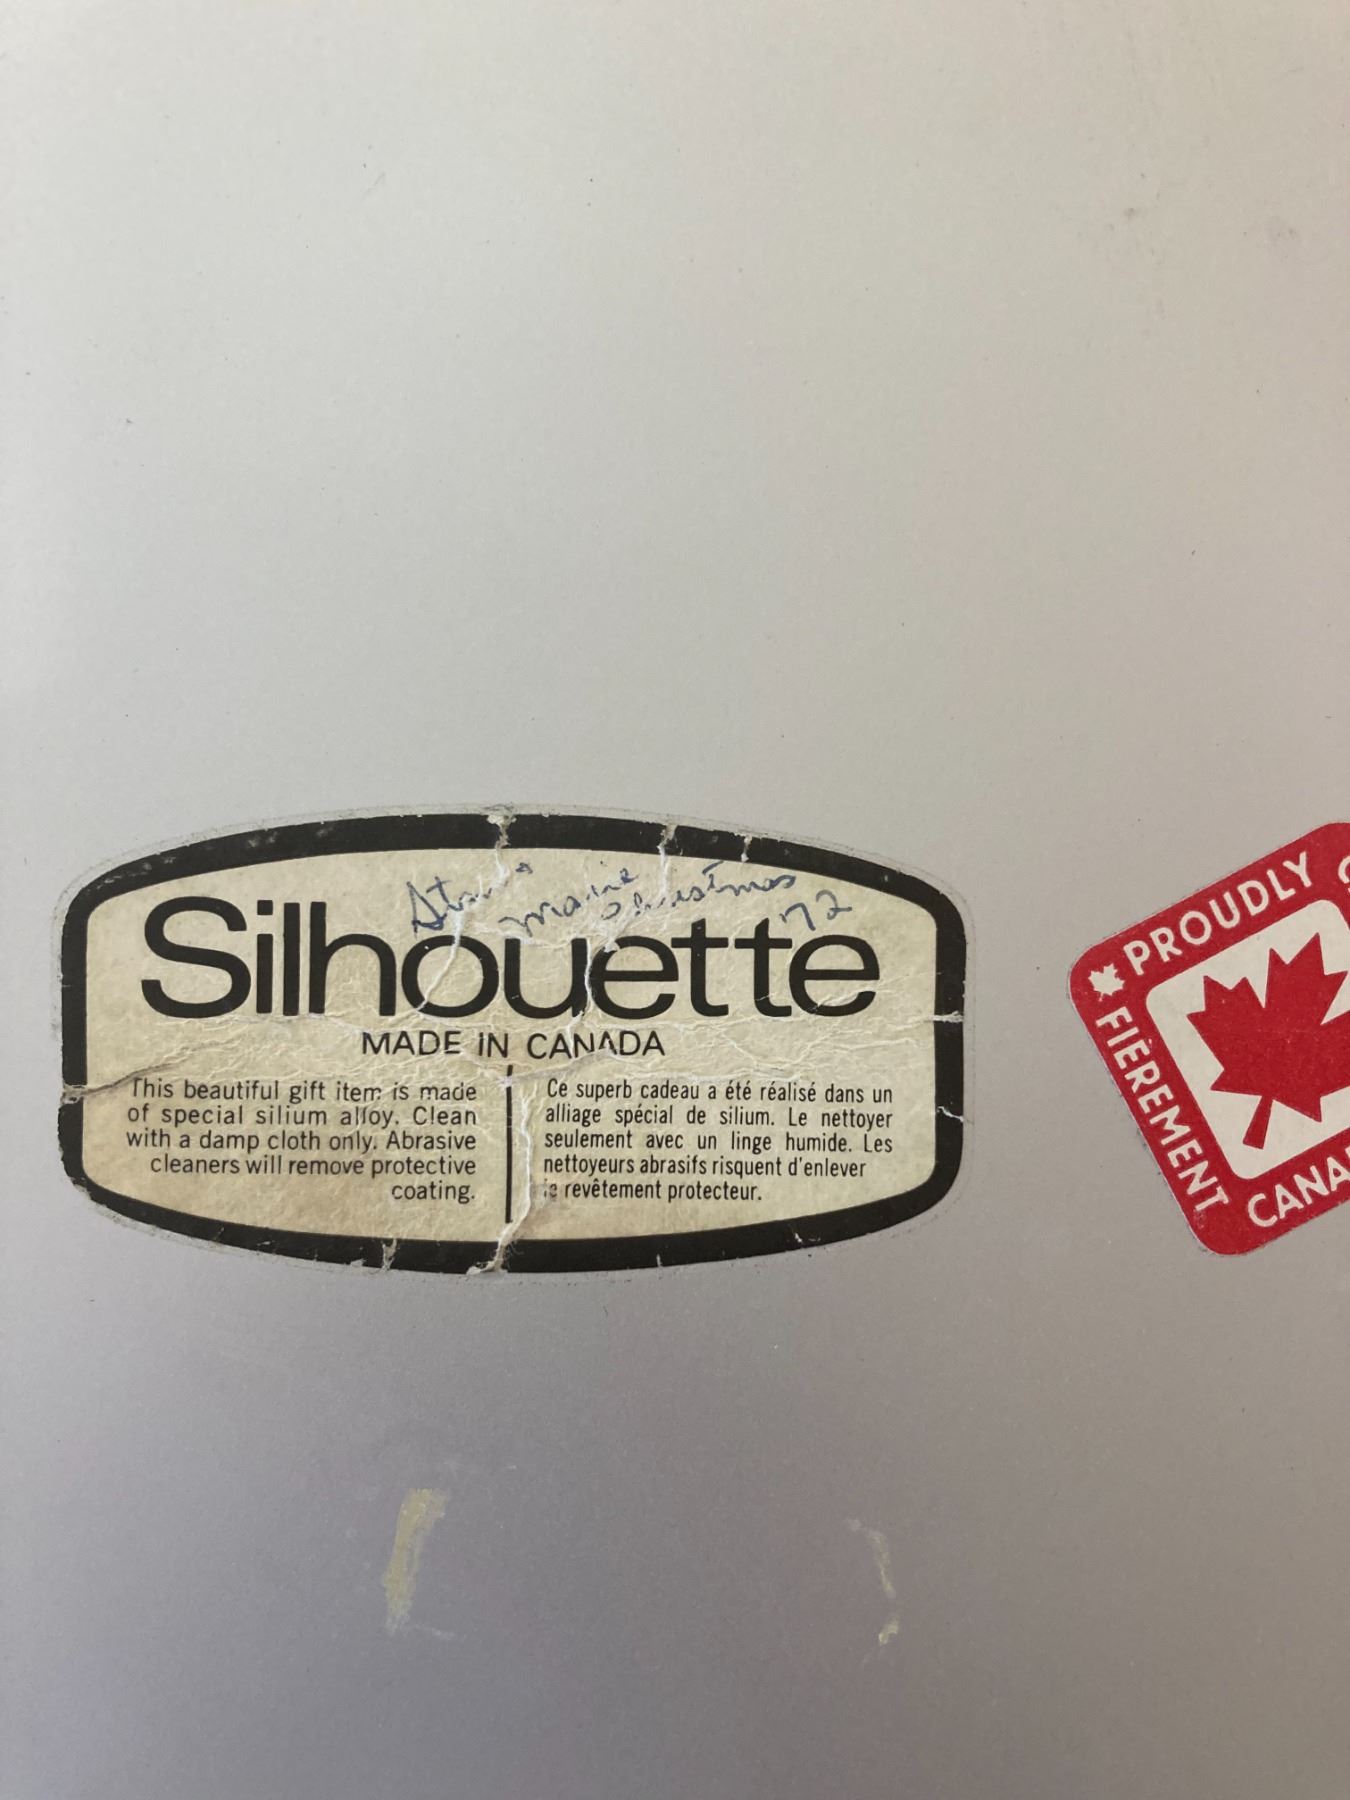 Marie
Christmas
'72
Silhouette
MADE IN CANADA
This beautiful gift item is made
of special silium alloy. Clean
with a damp cloth only. Abrasive
cleaners will remove protective
coating.
Ce superb cadeau a été réalisé dans un
alliage spécial de silium. Le nettoyer
seulement avec un linge humide. Les
nettoyeurs abrasifs risquent d'enlever
le revêtement protecteur.
PROUDLY
FIÈREMENT